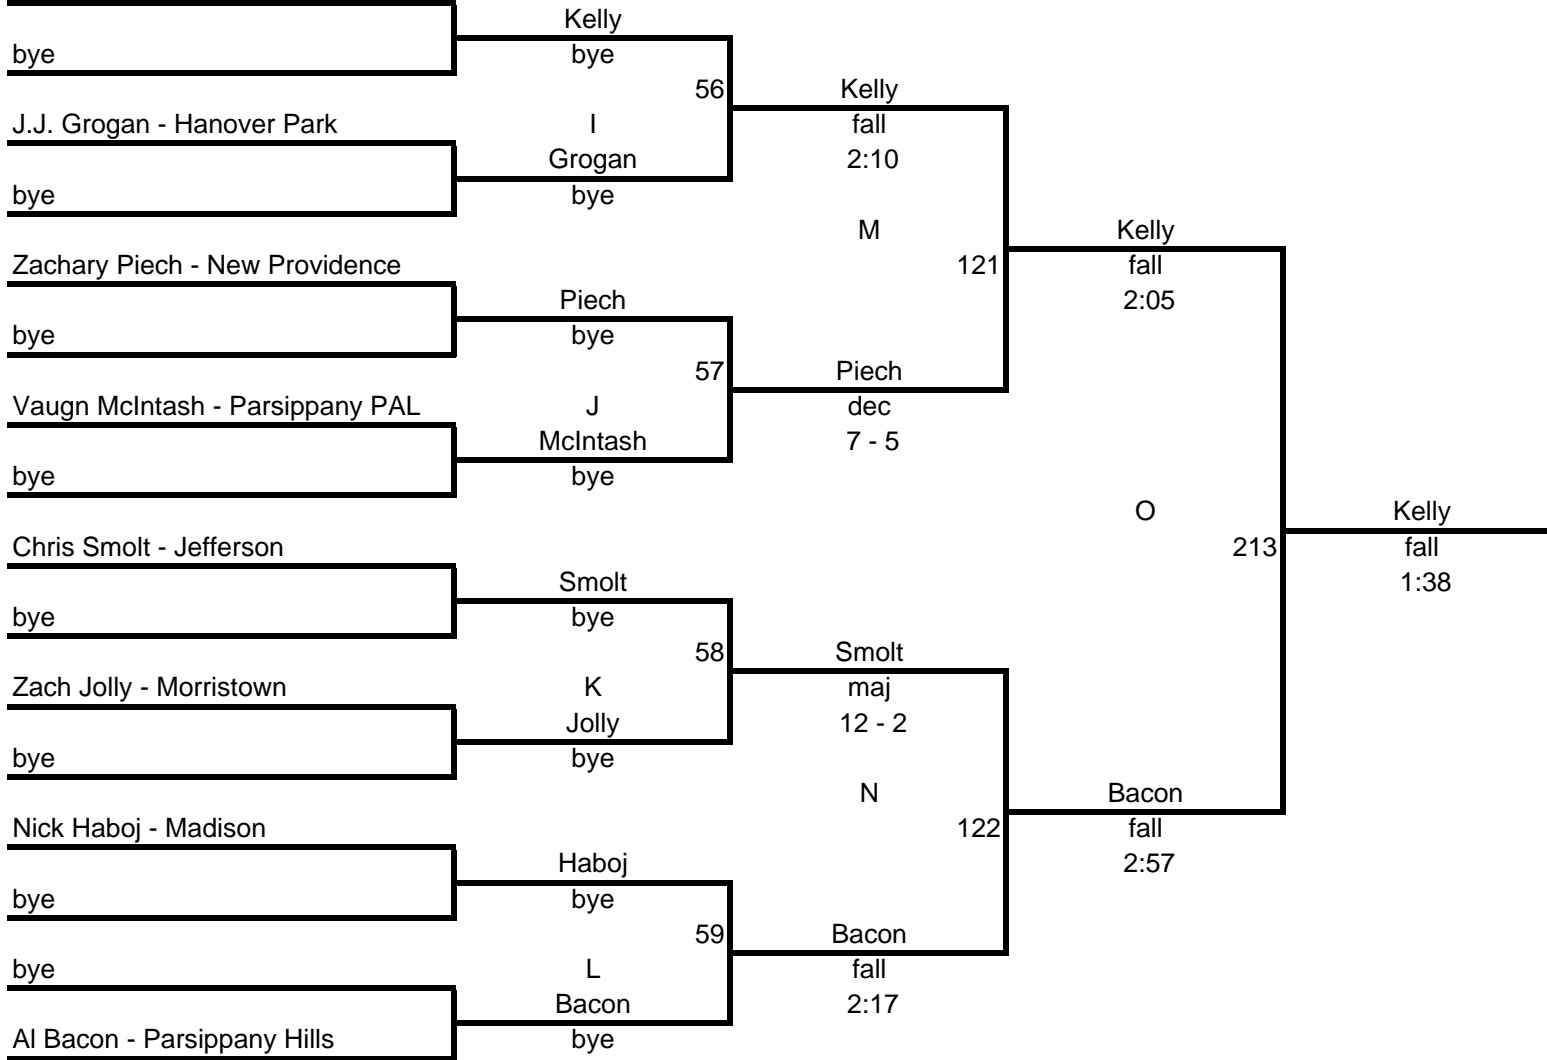 Kelly
bye
bye
56
Kelly
J.J. Grogan - Hanover Park
I
fall
Grogan
2:10
bye
bye
M
Kelly
Zachary Piech - New Providence
121
fall
Piech
2:05
bye
bye
57
Piech
Vaugn McIntash - Parsippany PAL
J
dec
McIntash
7 - 5
bye
bye
O
Kelly
Chris Smolt - Jefferson
213
fall
Smolt
1:38
bye
bye
58
Smolt
Zach Jolly - Morristown
K
maj
Jolly
12 - 2
bye
bye
N
Bacon
Nick Haboj - Madison
122
fall
Haboj
2:57
bye
bye
59
Bacon
bye
L
fall
Bacon
2:17
Al Bacon - Parsippany Hills
bye